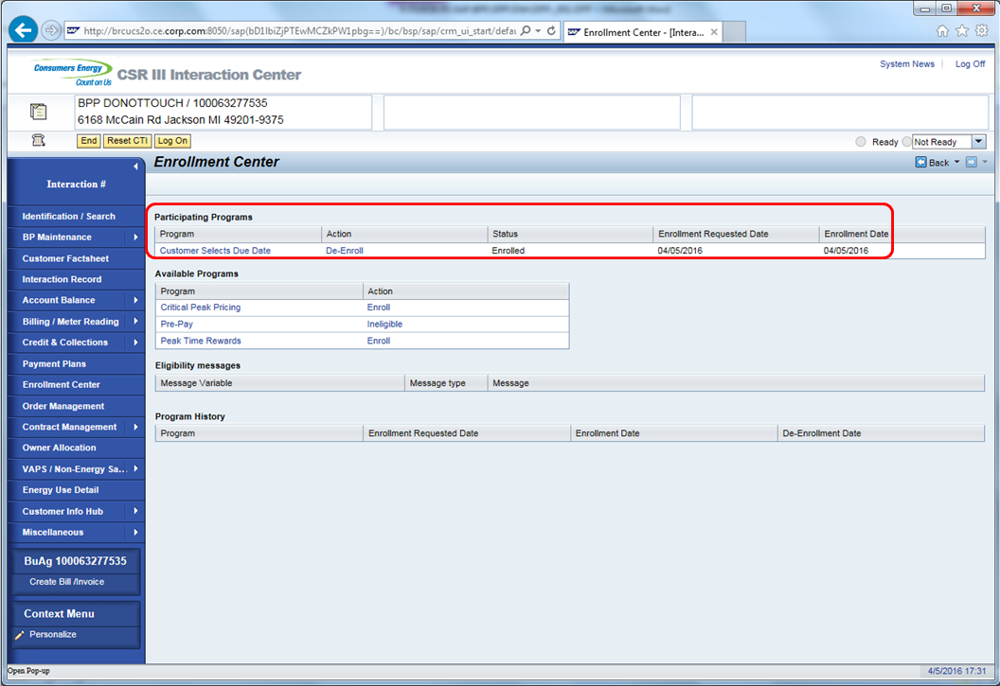 http://brcucs2o.ce.corp.com:8050/sap(bD1lbiZjPTEwMCZkPW1pbg==)/bc/bsp/sap/crm_ui_start/defau
Enrollment Center - [Intera...
Consumers Energy
Count on Us
CSR III Interaction Center
System News
Log Off
BPP DONOTTOUCH / 100063277535
6168 McCain Rd Jackson MI 49201-9375
End
Reset CTI
Log On
Ready
Not Ready
Enrollment Center
Back
Interaction #
Identification / Search
BP Maintenance
Customer Factsheet
Interaction Record
Account Balance
Billing / Meter Reading
Credit & Collections
Payment Plans
Enrollment Center
Order Management
Contract Management
Owner Allocation
VAPS / Non-Energy Sa...
Energy Use Detail
Customer Info Hub
Miscellaneous
BuAg 100063277535
Create Bill /Invoice
Context Menu
Personalize
Participating Programs
Program Action Status Enrollment Requested Date Enrollment Date
Customer Selects Due Date De-Enroll Enrolled 04/05/2016 04/05/2016
Available Programs
Program Action
Critical Peak Pricing Enroll
Pre-Pay Ineligible
Peak Time Rewards Enroll
Eligibility messages
Message Variable Message type Message
Program History
Program Enrollment Requested Date Enrollment Date De-Enrollment Date
Open Pop-up
4/5/2016 17:31